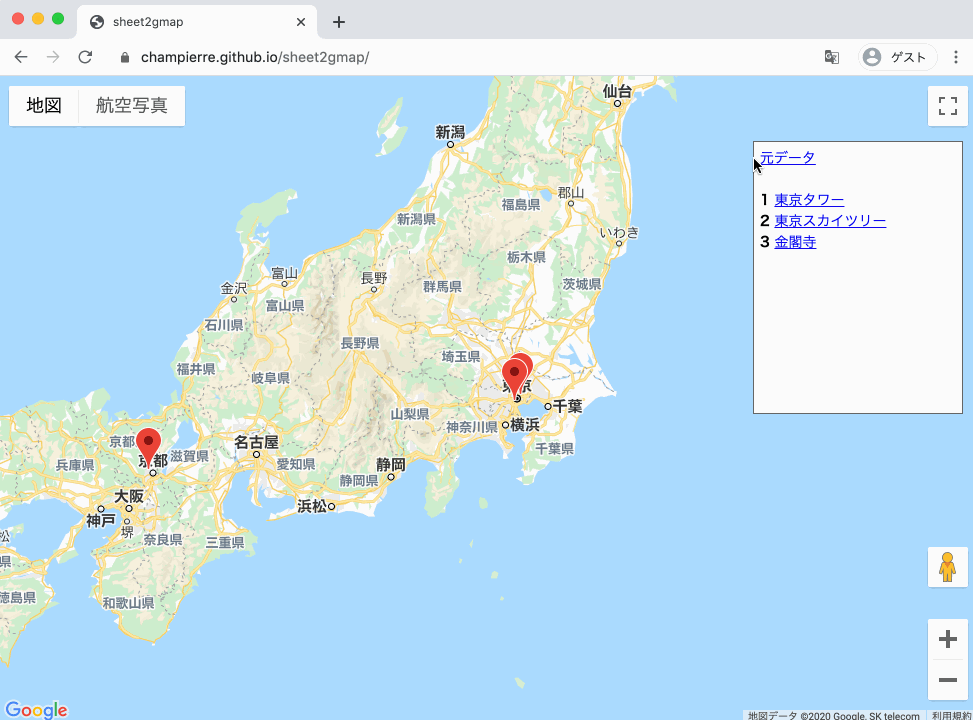 sheet2gmap
champierre.github.io/sheet2gmap/
ゲスト
地図
航空写真
元データ
1 東京タワー
2 東京スカイツリー
3 金閣寺
仙台
新潟
郡山
福島県
新潟県
いわき
栃木県
富山
長野
金沢
群馬県
茨城県
富山県
石川県
長野県
埼玉県
福井県
岐阜県
千葉
山梨県
神奈川県
横浜
京都
名古屋
千葉県
滋賀県
兵庫県
愛知県
静岡
静岡県
大阪
浜松
神戸
堺
奈良県
三重県
徳島県
和歌山県
Google
地図データ ©2020 Google, SK telecom
利用規約